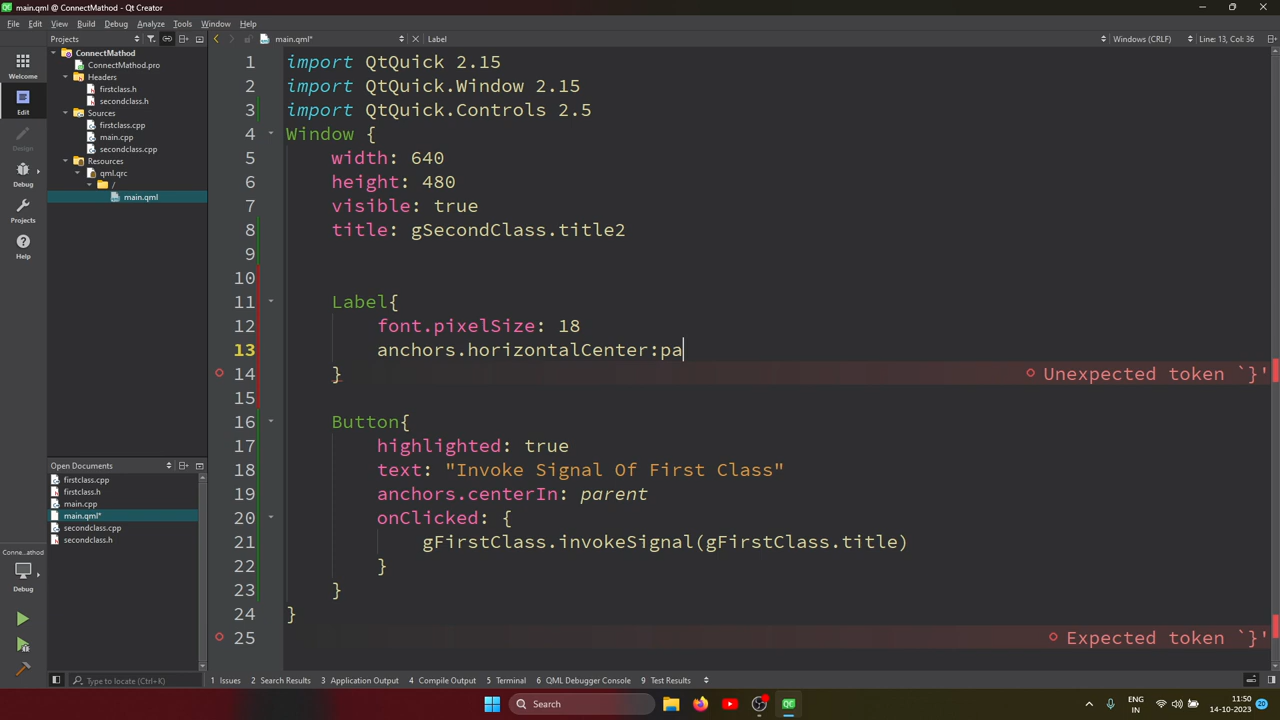 main.qml @ ConnectMathod - Qt Creator
File Edit View Build Debug Analyze Tools Window Help
Projects
main.qml*
Label
Windows (CRLF)
Line: 13, Col: 36
Welcome
Edit
Design
Debug
Projects
Help
ConnectMathod
ConnectMathod.pro
Headers
firstclass.h
secondclass.h
Sources
firstclass.cpp
main.cpp
secondclass.cpp
Resources
qml.qrc
/
main.qml
Open Documents
firstclass.cpp
firstclass.h
main.cpp
main.qml*
secondclass.cpp
secondclass.h
Conne...athod
Debug
1 import QtQuick 2.15
2 import QtQuick.Window 2.15
3 import QtQuick.Controls 2.5
4 Window {
5 width: 640
6 height: 480
7 visible: true
8 title: gSecondClass.title2
9
10
11 Label{
12 font.pixelSize: 18
13 anchors.horizontalCenter:pa
14 } Unexpected token `}'
15
16 Button{
17 highlighted: true
18 text: "Invoke Signal Of First Class"
19 anchors.centerIn: parent
20 onClicked: {
21 gFirstClass.invokeSignal(gFirstClass.title)
22 }
23 }
24 }
25 Expected token `}'
Type to locate (Ctrl+K)
1 Issues 2 Search Results 3 Application Output 4 Compile Output 5 Terminal 6 QML Debugger Console 9 Test Results
Search
ENG
IN
11:50
14-10-2023
20